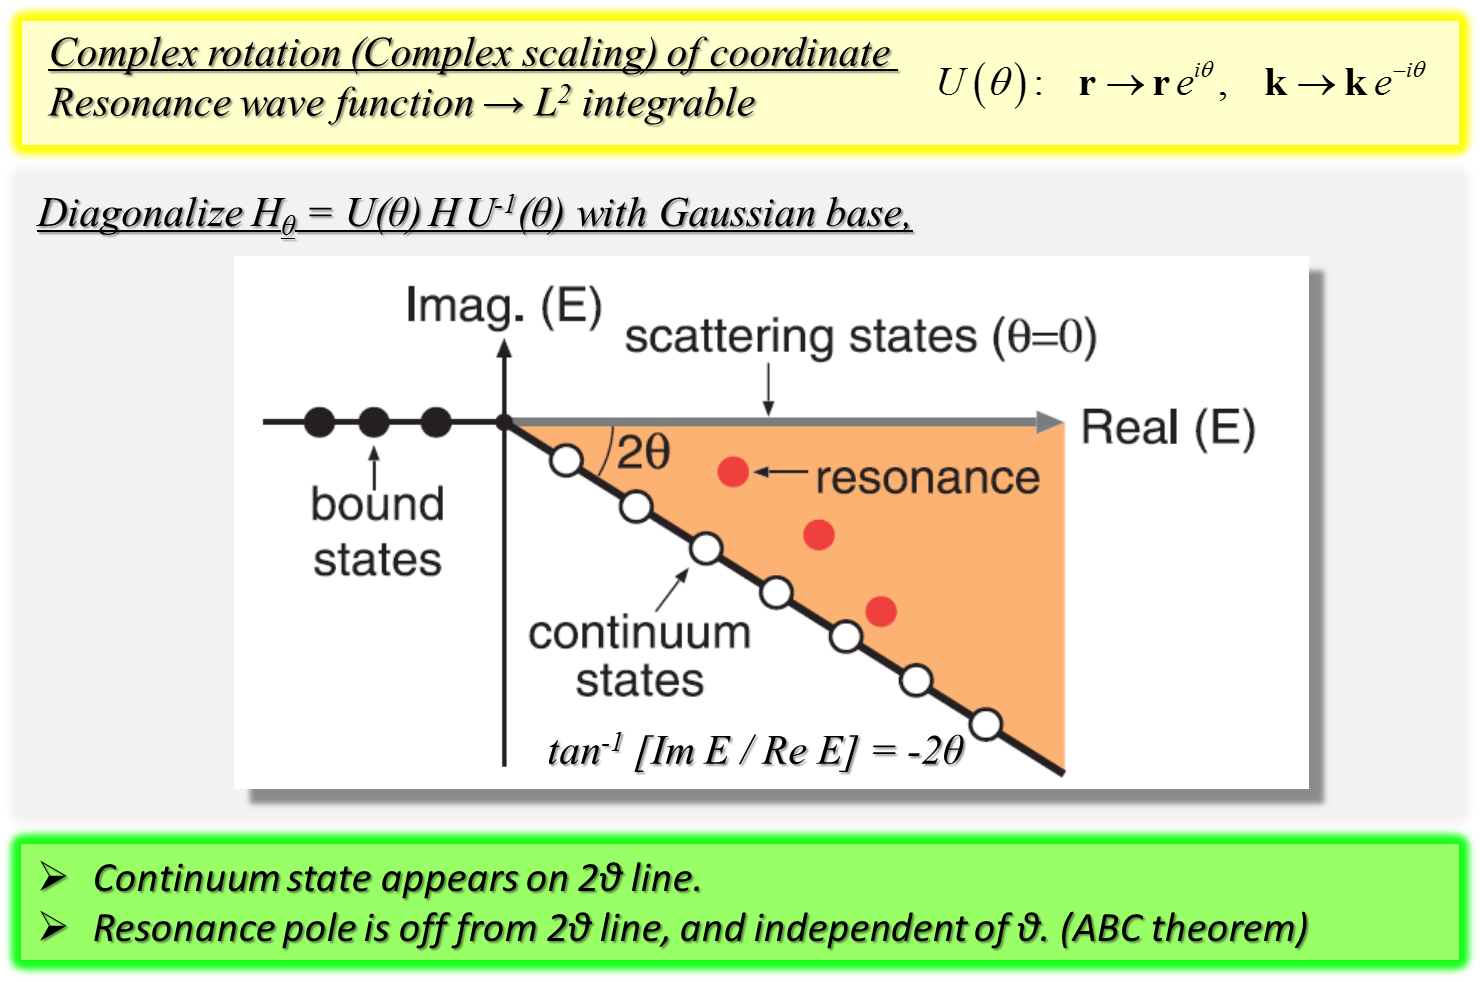 Complex rotation (Complex scaling) of coordinate
Resonance wave function → L² integrable
U(θ): r → r e^{iθ}, k → k e^{−iθ}
Diagonalize H_θ = U(θ) H U⁻¹(θ) with Gaussian base,
Imag. (E)
scattering states (θ=0)
Real (E)
2θ
resonance
bound
states
continuum
states
tan⁻¹ [Im E / Re E] = -2θ
➢ Continuum state appears on 2ϑ line.
➢ Resonance pole is off from 2ϑ line, and independent of ϑ. (ABC theorem)